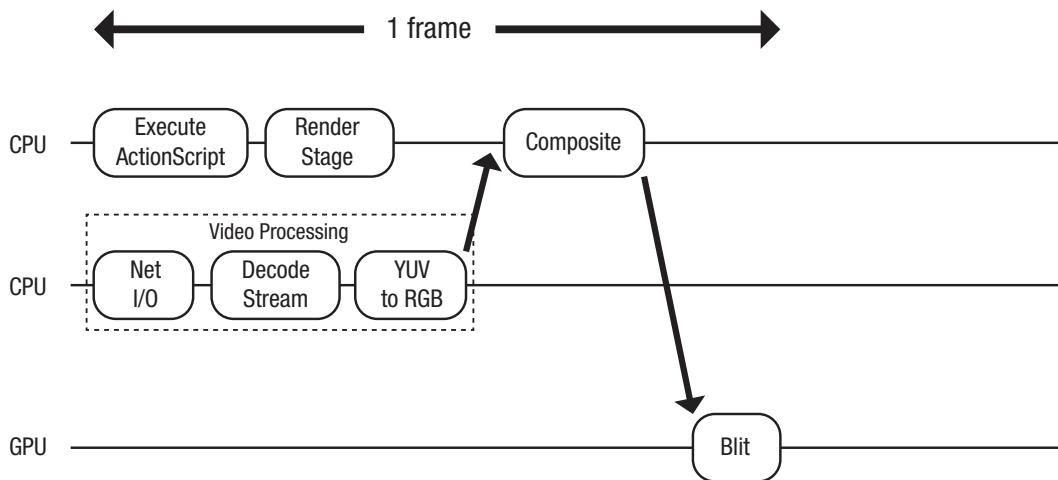 1 frame
CPU
Execute
ActionScript
Render
Stage
Composite
Video Processing
CPU
Net
I/O
Decode
Stream
YUV
to RGB
GPU
Blit